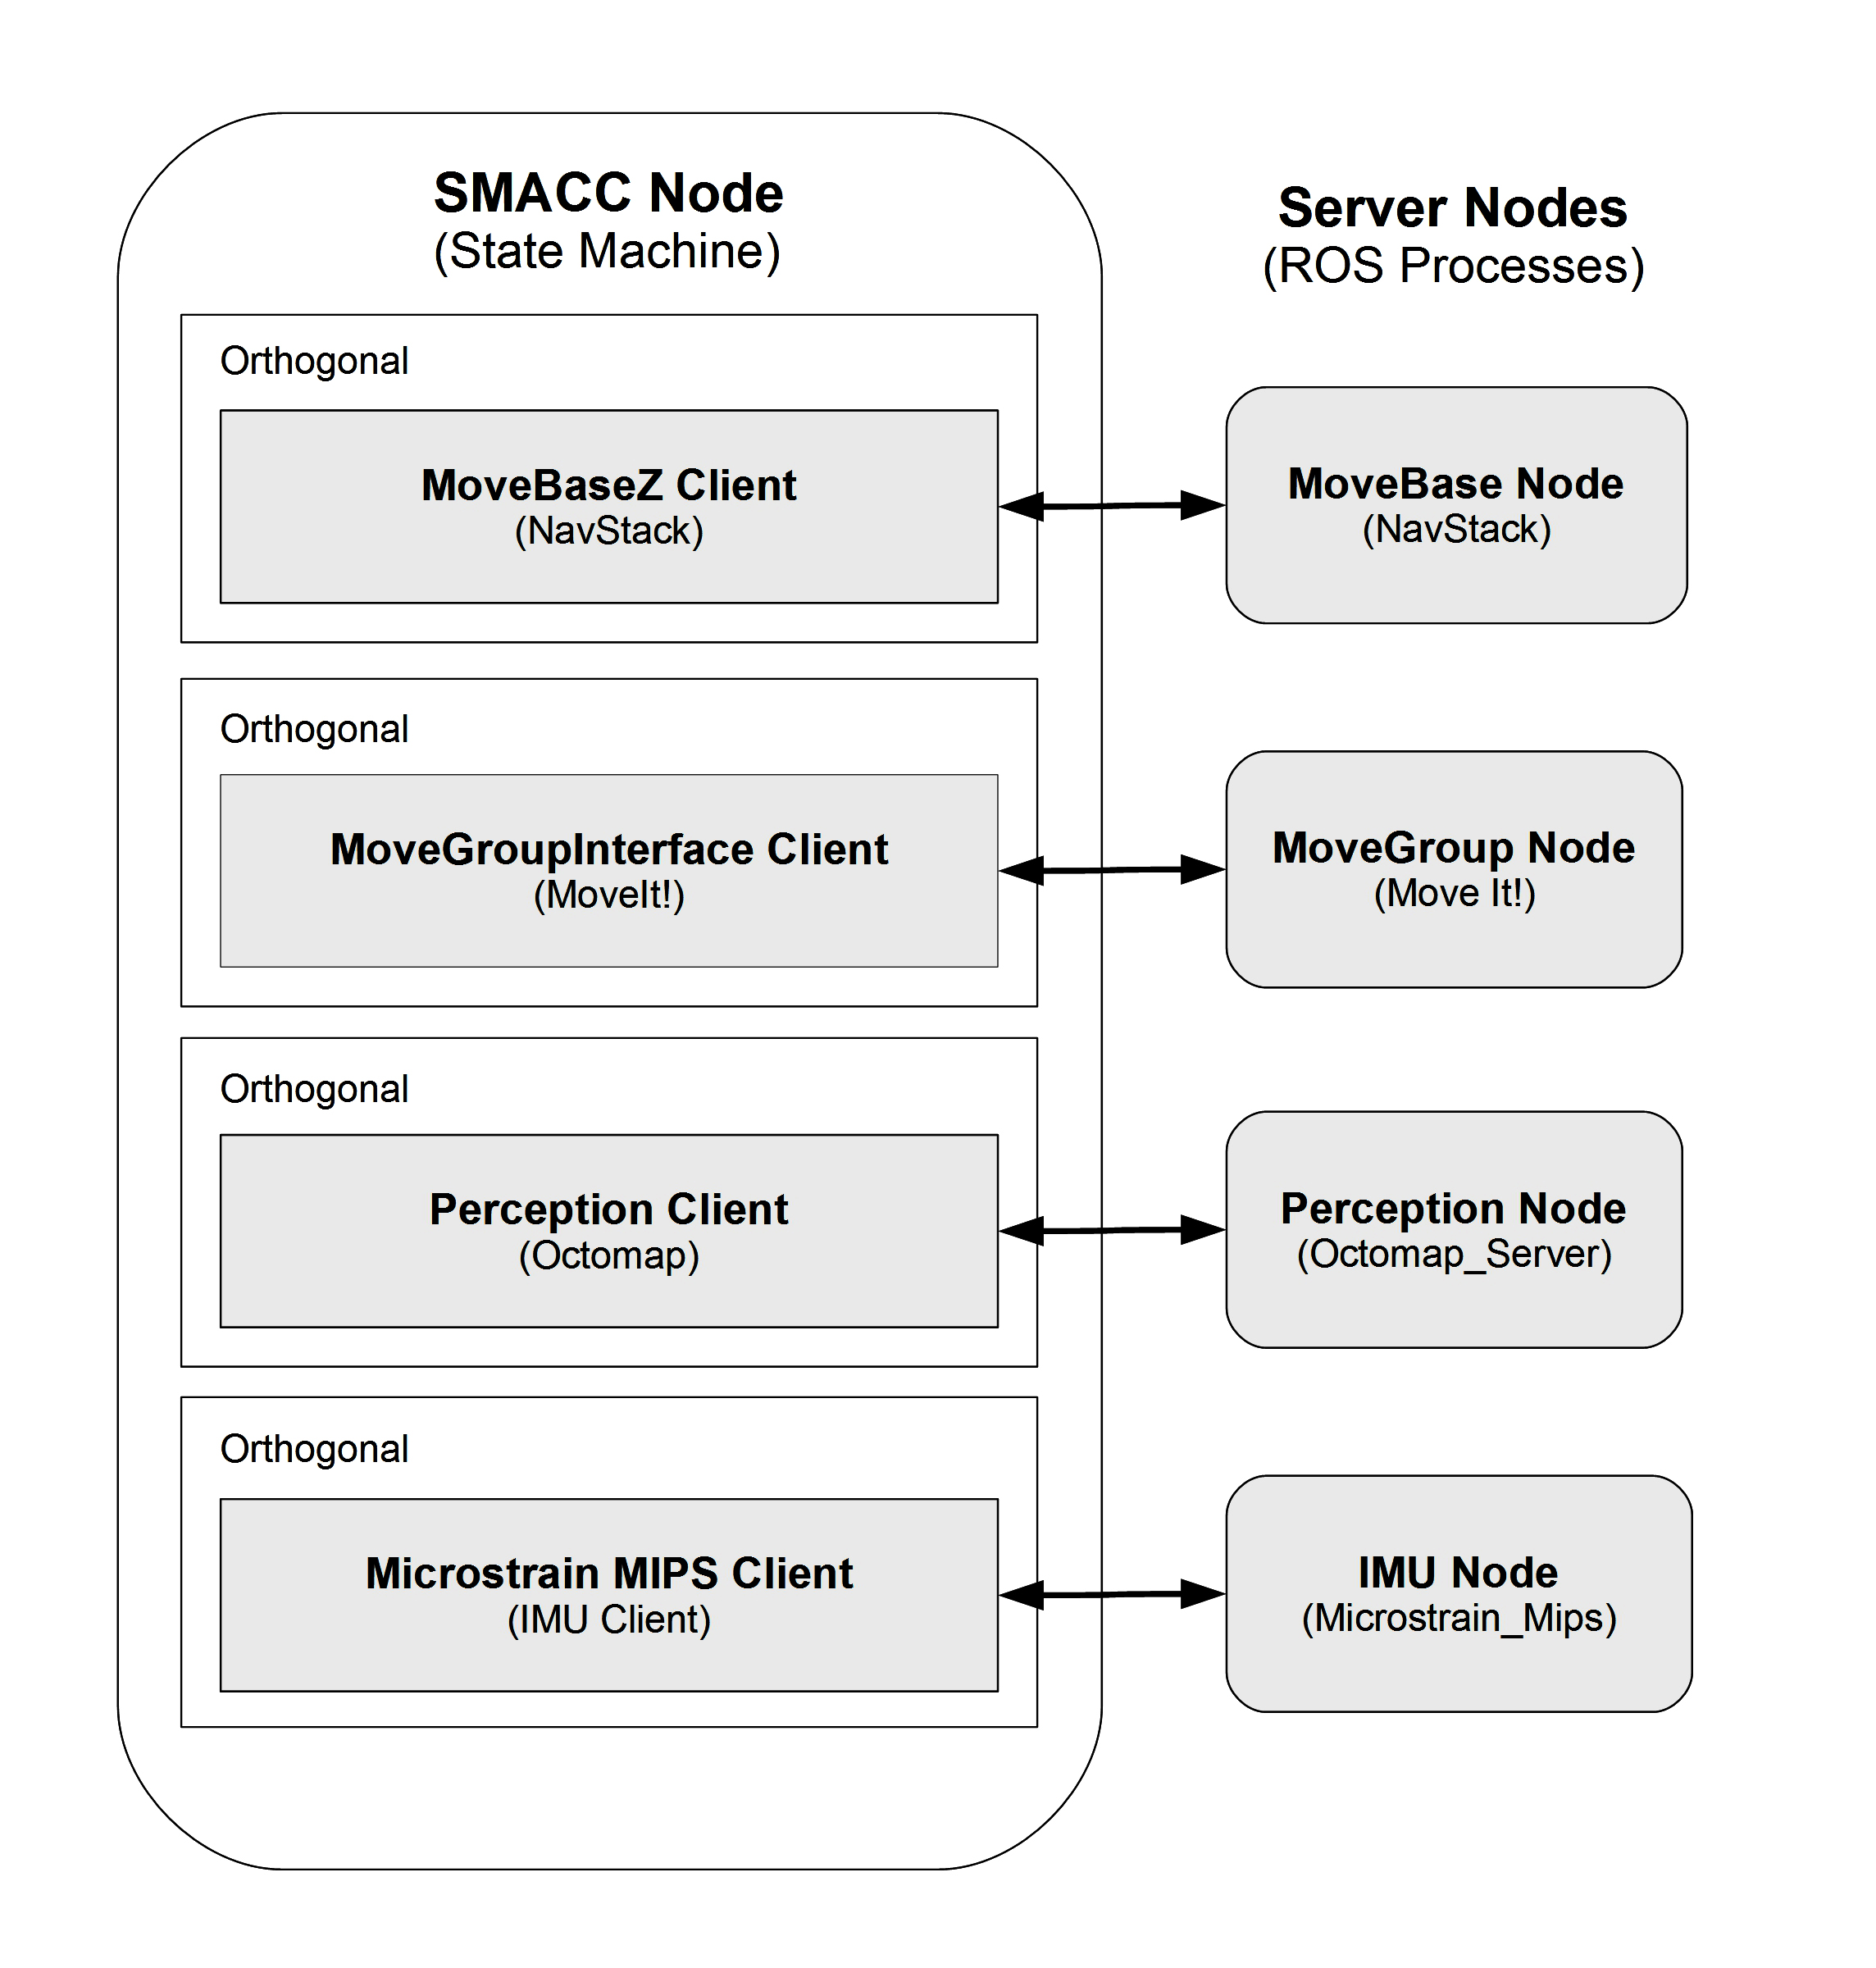 SMACC Node
(State Machine)
Server Nodes
(ROS Processes)
Orthogonal
MoveBaseZ Client
(NavStack)
MoveBase Node
(NavStack)
Orthogonal
MoveGroupInterface Client
(MoveIt!)
MoveGroup Node
(Move It!)
Orthogonal
Perception Client
(Octomap)
Perception Node
(Octomap_Server)
Orthogonal
Microstrain MIPS Client
(IMU Client)
IMU Node
(Microstrain_Mips)